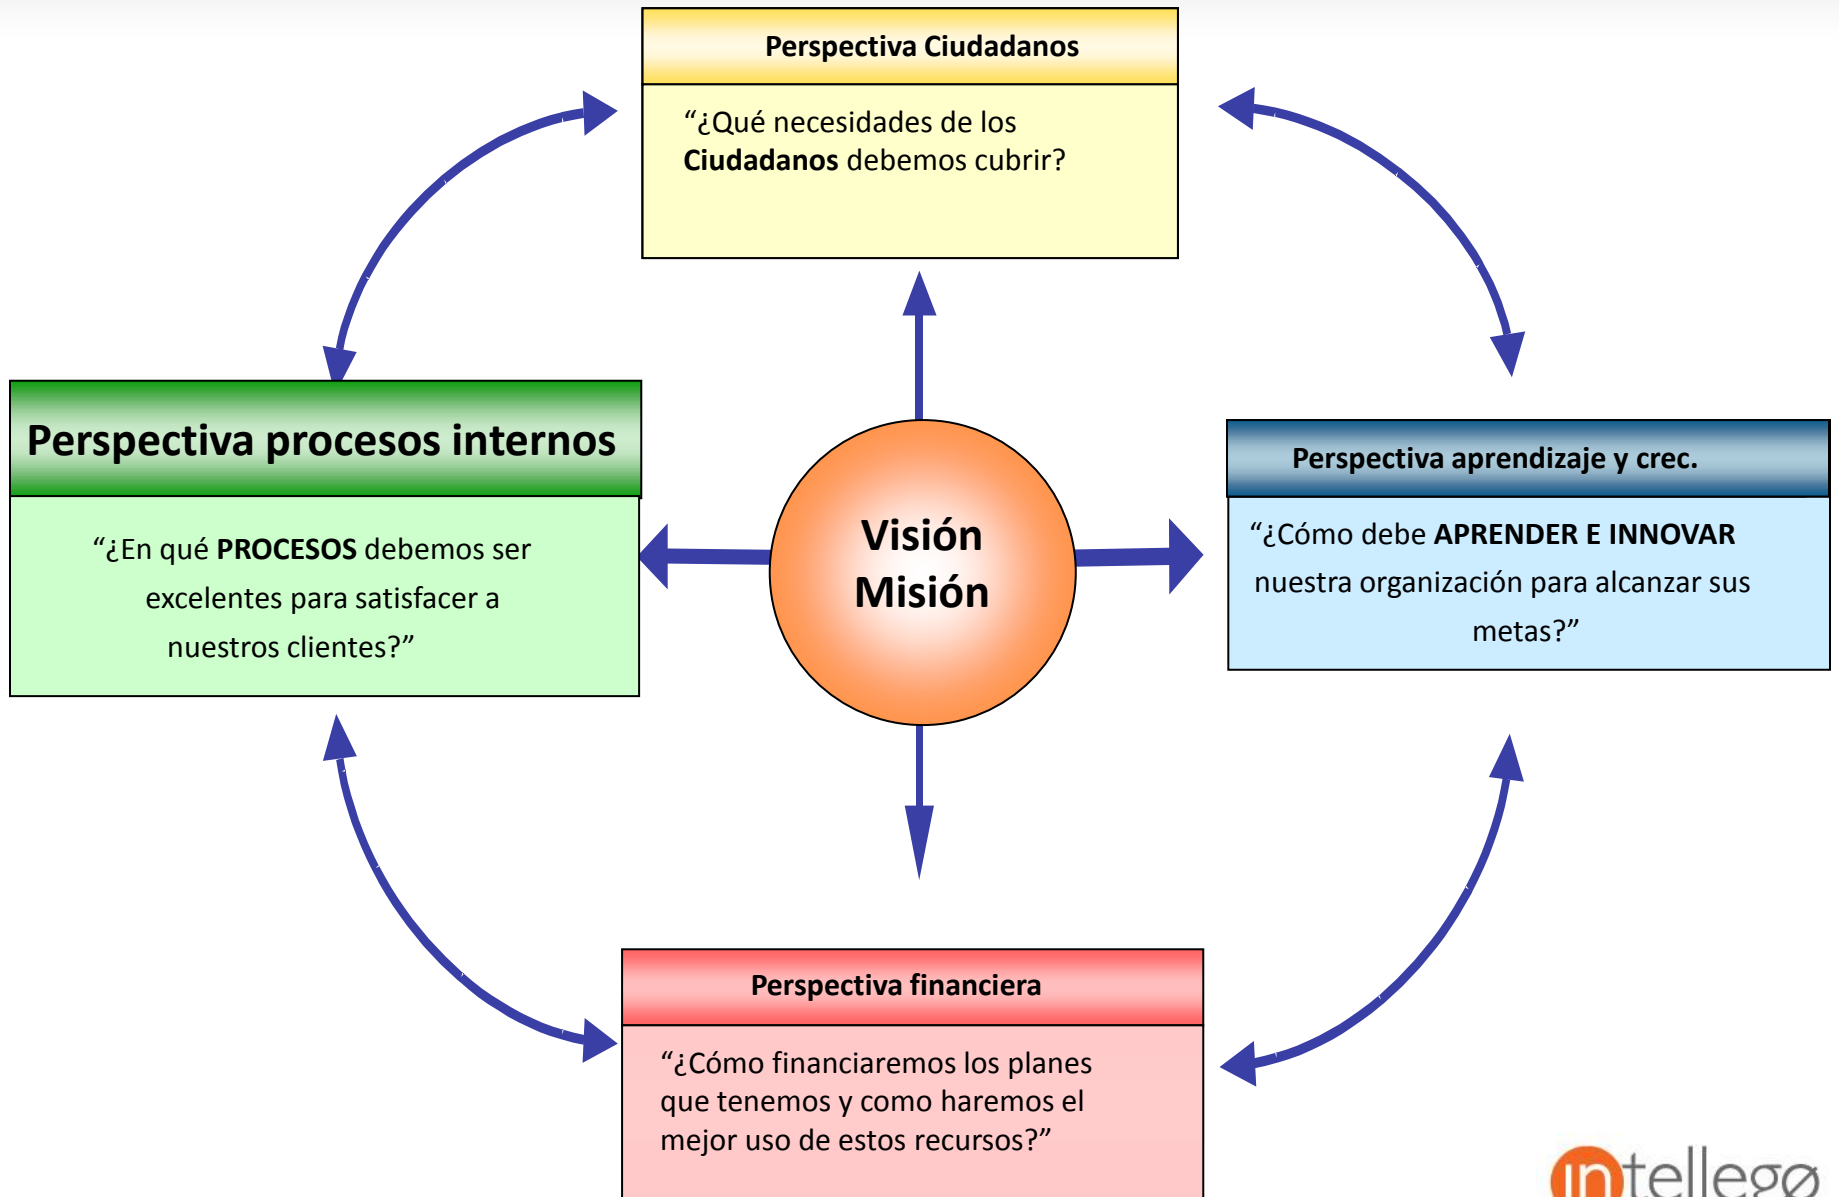 Perspectiva Ciudadanos
“¿Qué necesidades de los
Ciudadanos debemos cubrir?
Perspectiva procesos internos
“¿En qué PROCESOS debemos ser
excelentes para satisfacer a
nuestros clientes?”
Visión
Misión
Perspectiva aprendizaje y crec.
“¿Cómo debe APRENDER E INNOVAR
nuestra organización para alcanzar sus
metas?”
Perspectiva financiera
“¿Cómo financiaremos los planes
que tenemos y como haremos el
mejor uso de estos recursos?”
intellegø